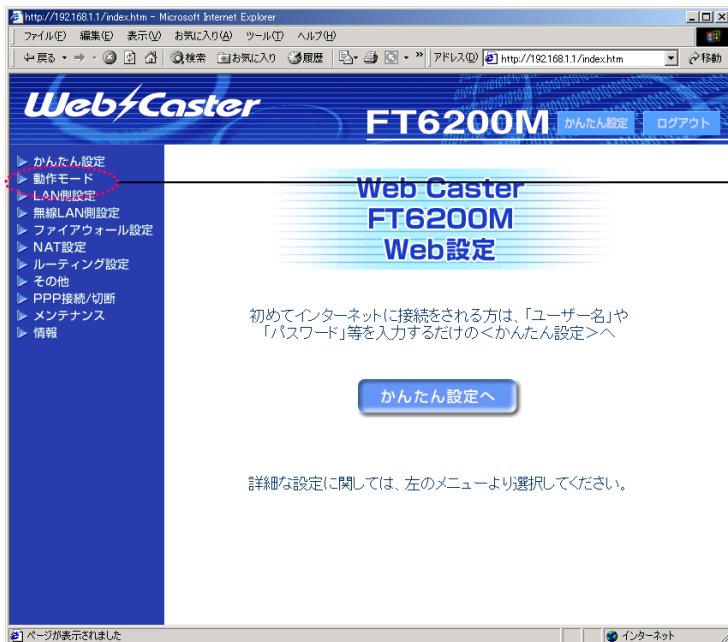 http://192.168.1.1/index.htm - Microsoft Internet Explorer
ファイル(F) 編集(E) 表示(V) お気に入り(A) ツール(T) ヘルプ(H)
戻る 検索 お気に入り 履歴 » アドレス(D) http://192.168.1.1/index.htm 移動
Web Caster
FT6200M かんたん設定 ログアウト
かんたん設定
動作モード
LAN側設定
無線LAN側設定
ファイアウォール設定
NAT設定
ルーティング設定
その他
PPP接続/切断
メンテナンス
情報
Web Caster
FT6200M
Web設定
初めてインターネットに接続をされる方は、「ユーザー名」や
「パスワード」等を入力するだけの<かんたん設定>へ
かんたん設定へ
詳細な設定に関しては、左のメニューより選択してください。
ページが表示されました インターネット